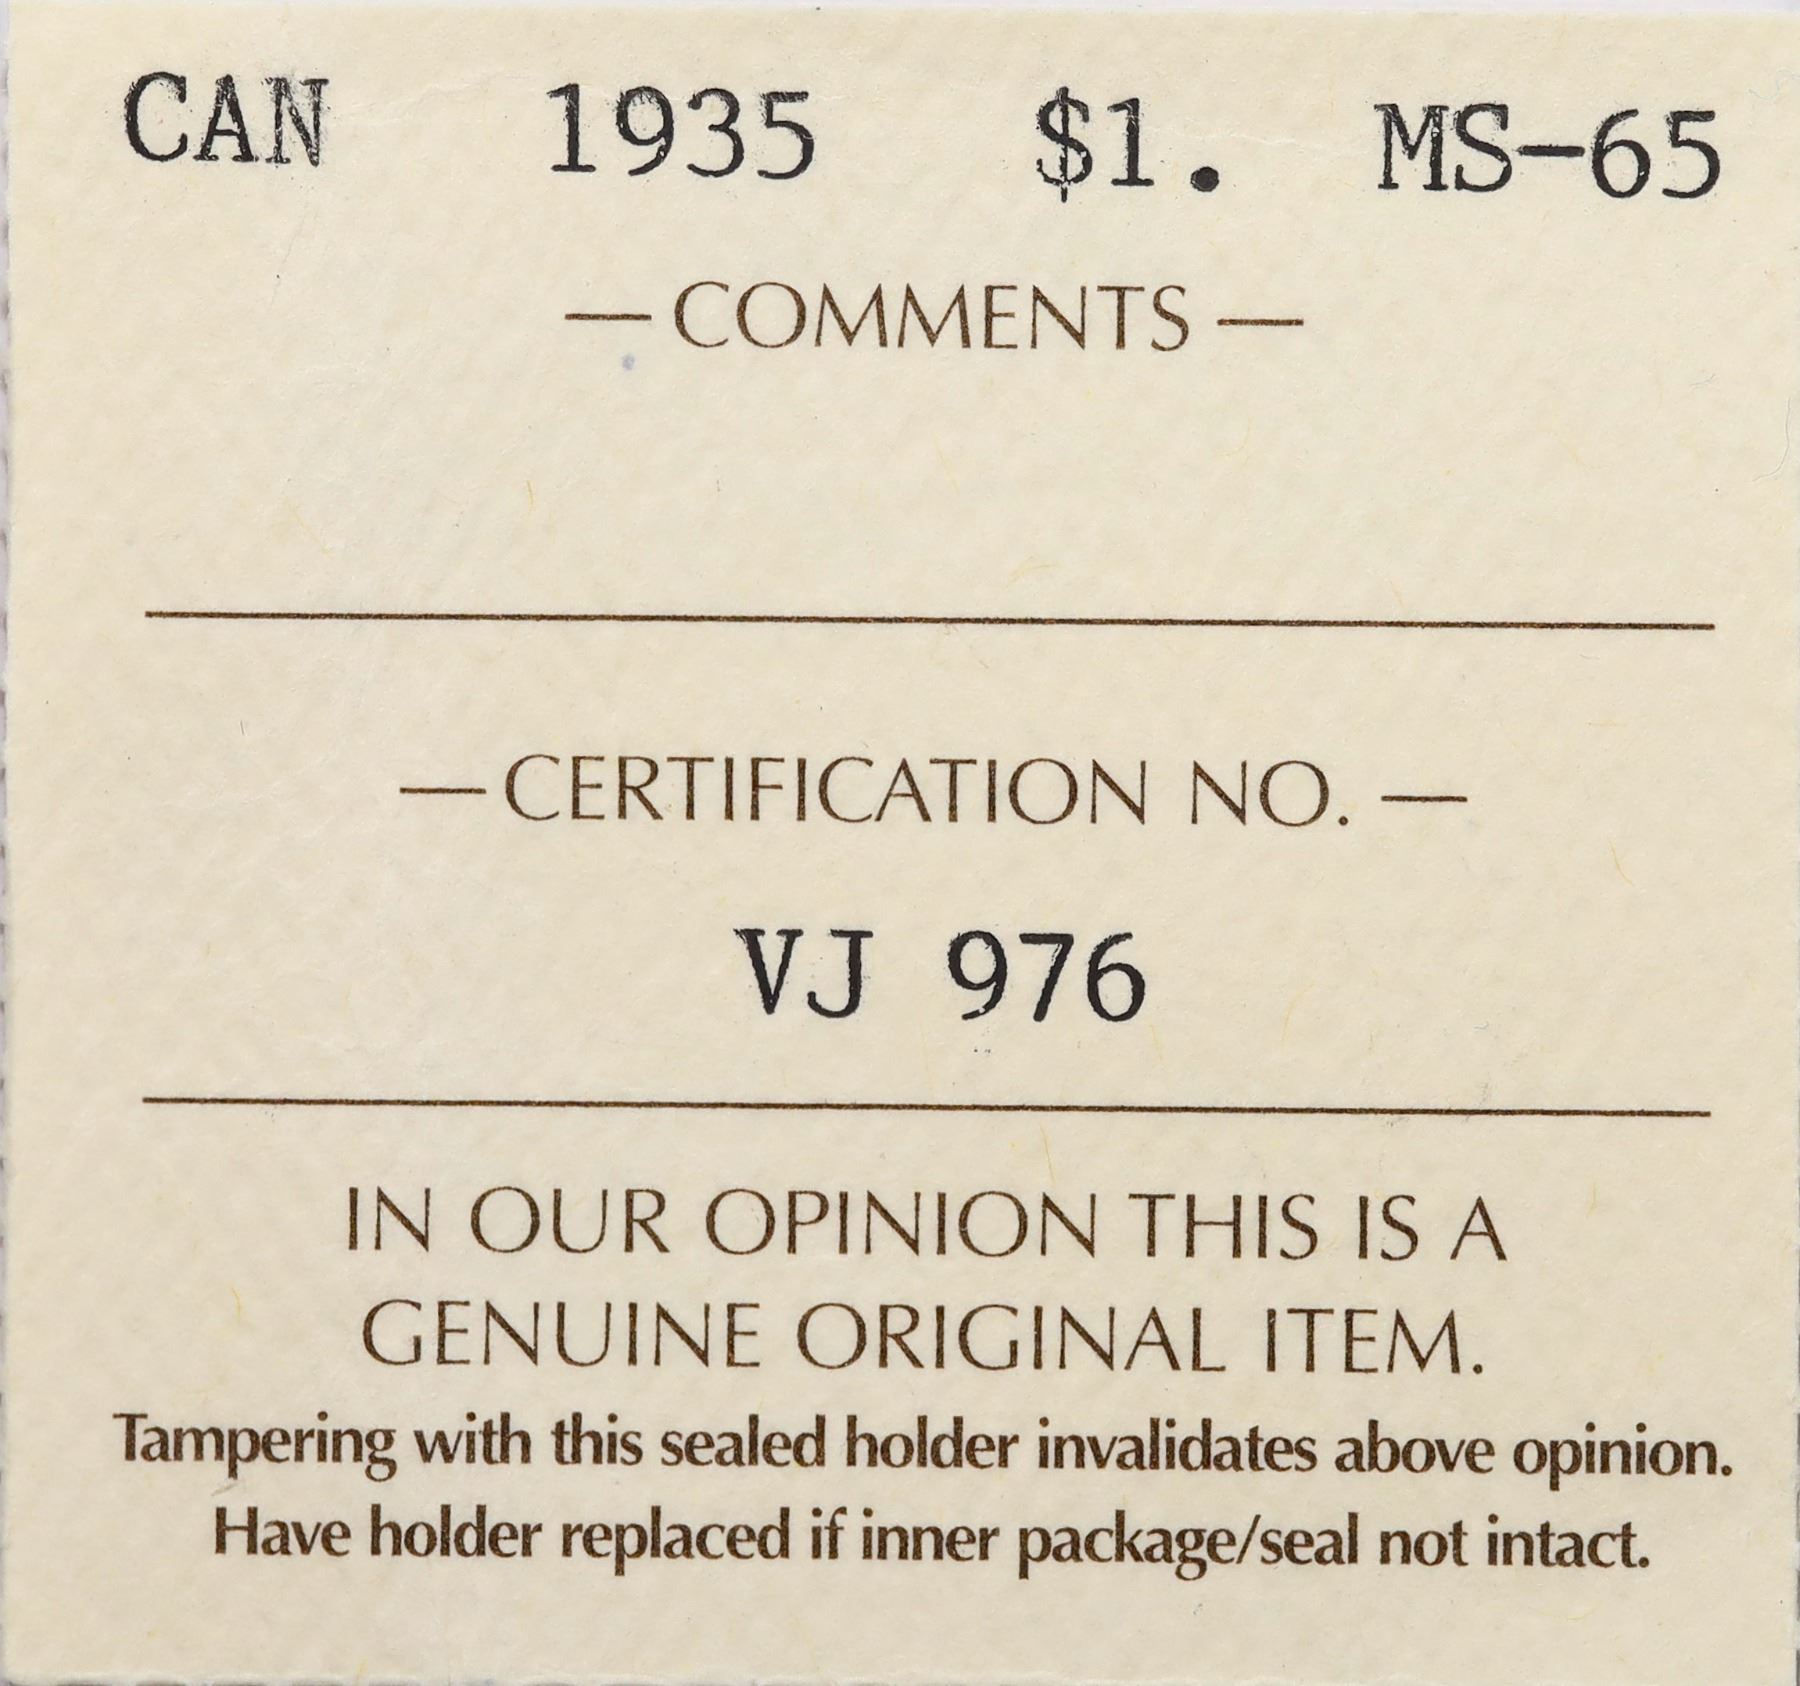 CAN 1935 $1. MS-65
— COMMENTS —
— CERTIFICATION NO. —
VJ 976
IN OUR OPINION THIS IS A
GENUINE ORIGINAL ITEM.
Tampering with this sealed holder invalidates above opinion.
Have holder replaced if inner package/seal not intact.